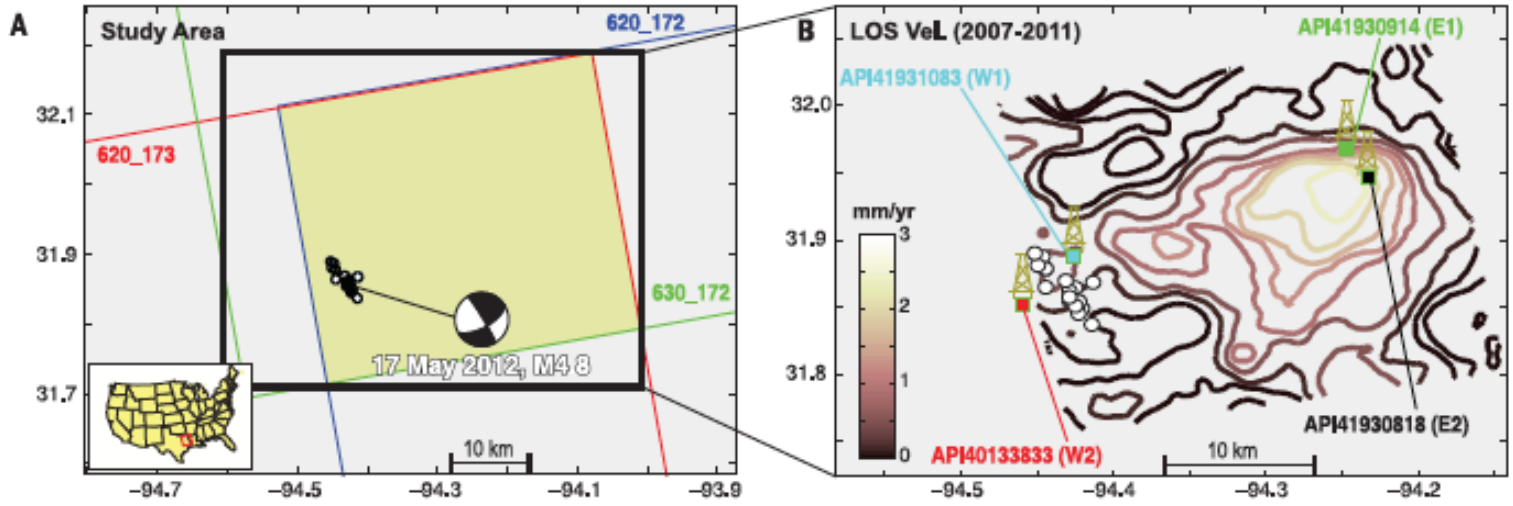 A
Study Area
620_172
620_173
630_172
17 May 2012, M4 8
10 km
32.1
31.9
31.7
−94.7
−94.5
−94.3
−94.1
−93.9
B
LOS VeL (2007-2011)
API41930914 (E1)
API41931083 (W1)
mm/yr
3
2
1
0
API41930818 (E2)
API40133833 (W2)
10 km
32.0
31.9
31.8
−94.5
−94.4
−94.3
−94.2